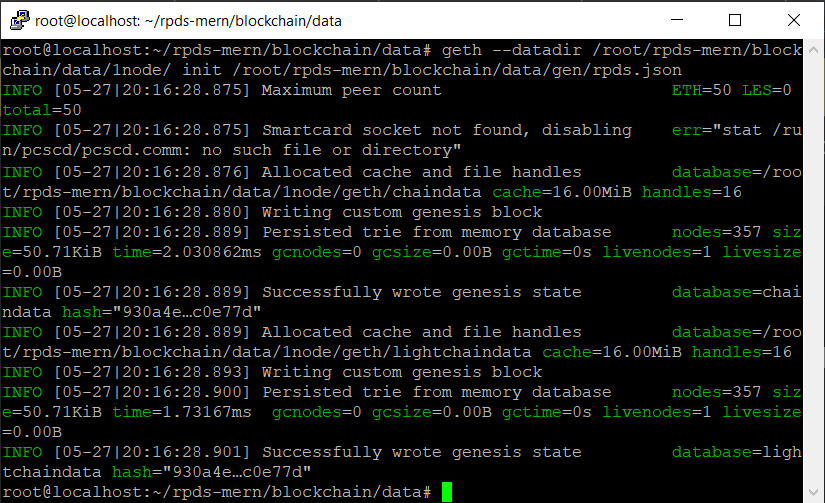 root@localhost: ~/rpds-mern/blockchain/data
root@localhost:~/rpds-mern/blockchain/data# geth --datadir /root/rpds-mern/block
chain/data/1node/ init /root/rpds-mern/blockchain/data/gen/rpds.json
INFO [05-27|20:16:28.875] Maximum peer count                       ETH=50 LES=0
total=50
INFO [05-27|20:16:28.875] Smartcard socket not found, disabling    err="stat /ru
n/pcscd/pcscd.comm: no such file or directory"
INFO [05-27|20:16:28.876] Allocated cache and file handles         database=/roo
t/rpds-mern/blockchain/data/1node/geth/chaindata cache=16.00MiB handles=16
INFO [05-27|20:16:28.880] Writing custom genesis block
INFO [05-27|20:16:28.889] Persisted trie from memory database      nodes=357 siz
e=50.71KiB time=2.030862ms gcnodes=0 gcsize=0.00B gctime=0s livenodes=1 livesize
=0.00B
INFO [05-27|20:16:28.889] Successfully wrote genesis state         database=chai
ndata hash="930a4e…c0e77d"
INFO [05-27|20:16:28.889] Allocated cache and file handles         database=/roo
t/rpds-mern/blockchain/data/1node/geth/lightchaindata cache=16.00MiB handles=16
INFO [05-27|20:16:28.893] Writing custom genesis block
INFO [05-27|20:16:28.900] Persisted trie from memory database      nodes=357 siz
e=50.71KiB time=1.73167ms  gcnodes=0 gcsize=0.00B gctime=0s livenodes=1 livesize
=0.00B
INFO [05-27|20:16:28.901] Successfully wrote genesis state         database=ligh
tchaindata hash="930a4e…c0e77d"
root@localhost:~/rpds-mern/blockchain/data#